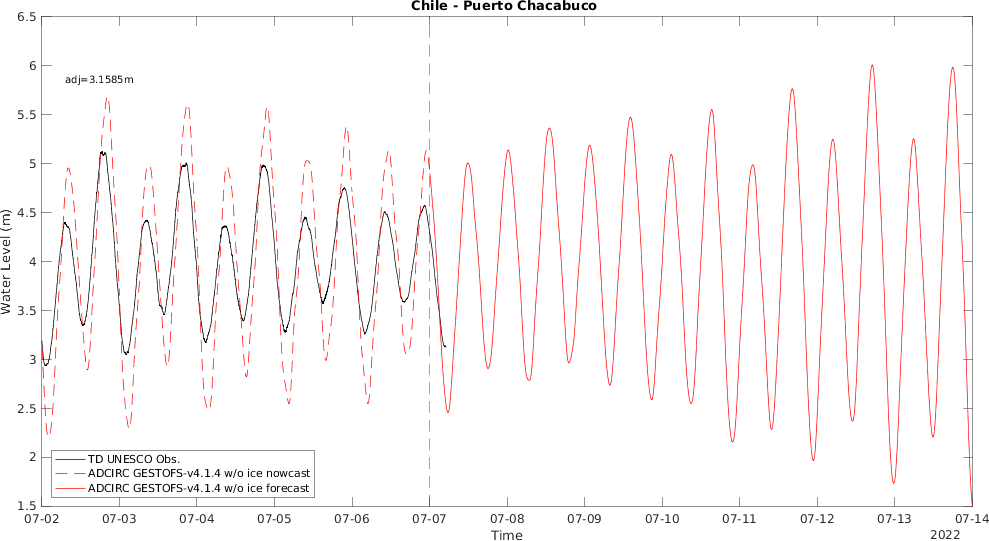 Chile - Puerto Chacabuco
6.5
6
5.5
5
4.5
4
3.5
3
2.5
2
1.5
Water Level (m)
adj=3.1585m
TD UNESCO Obs.
ADCIRC GESTOFS-v4.1.4 w/o ice nowcast
ADCIRC GESTOFS-v4.1.4 w/o ice forecast
07-02 07-03 07-04 07-05 07-06 07-07 07-08 07-09 07-10 07-11 07-12 07-13 07-14
Time
2022